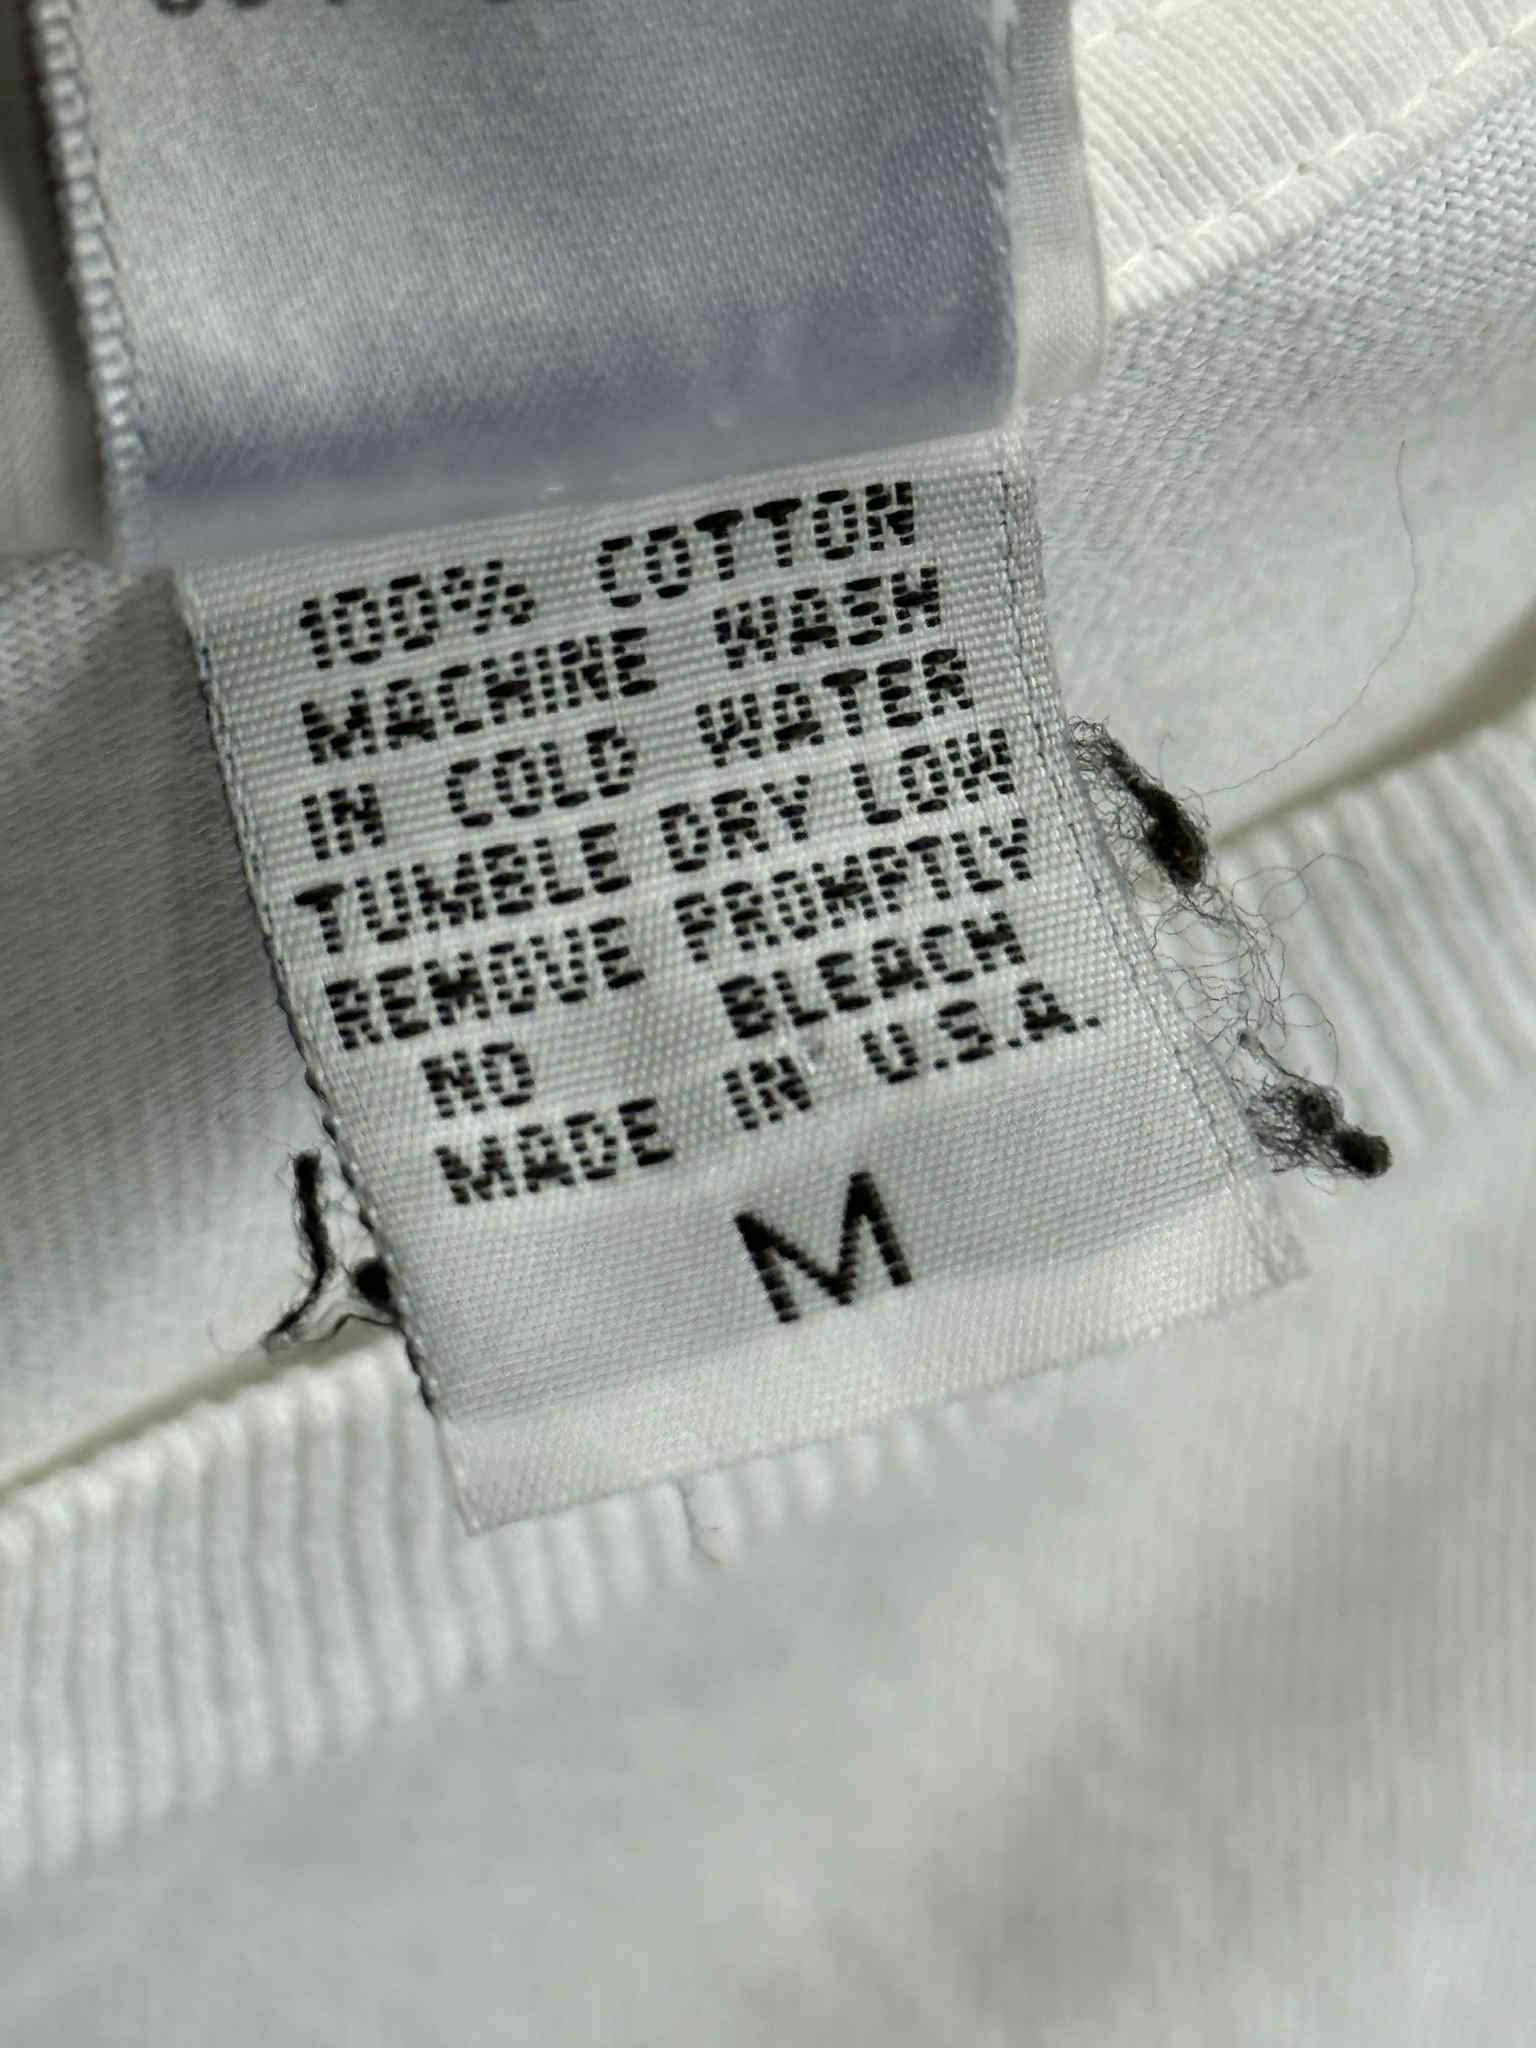 100% COTTON
MACHINE WASH
IN COLD WATER
TUMBLE DRY LOW
REMOVE PROMPTLY
NO BLEACH
MADE IN U.S.A.
M